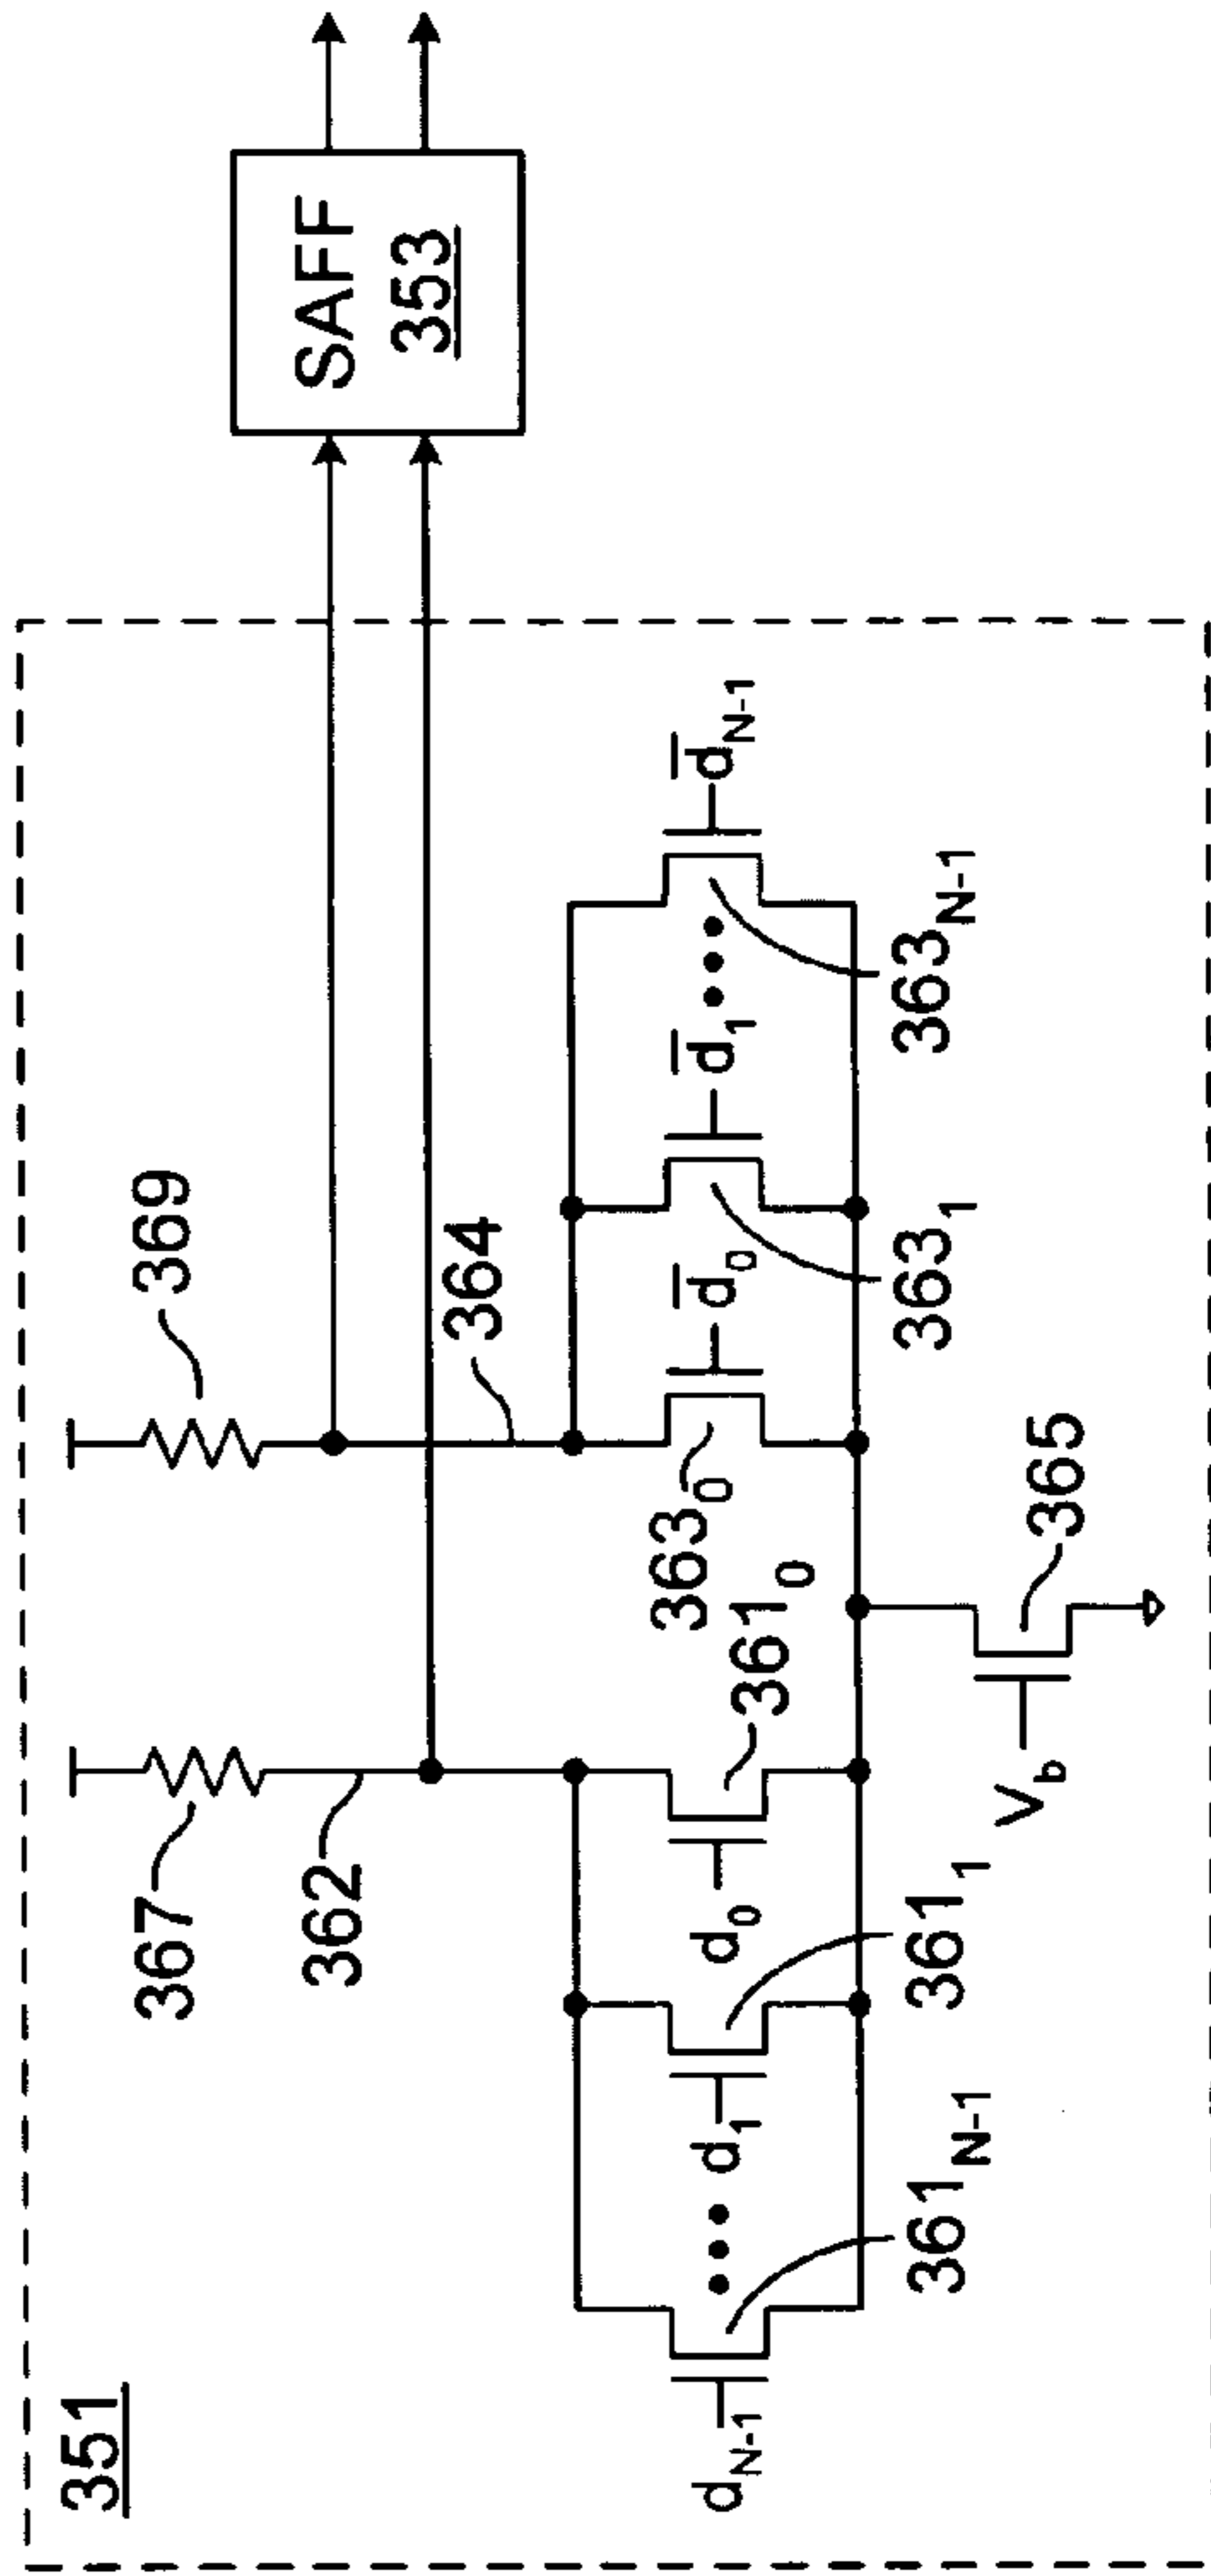 351
367
362
369
364
SAFF
353
d̅₀
d̅₁
d̅N-1
363₀
363₁
363N-1
dN-1
d₁
d₀
361₀
361₁
361N-1
Vb
365